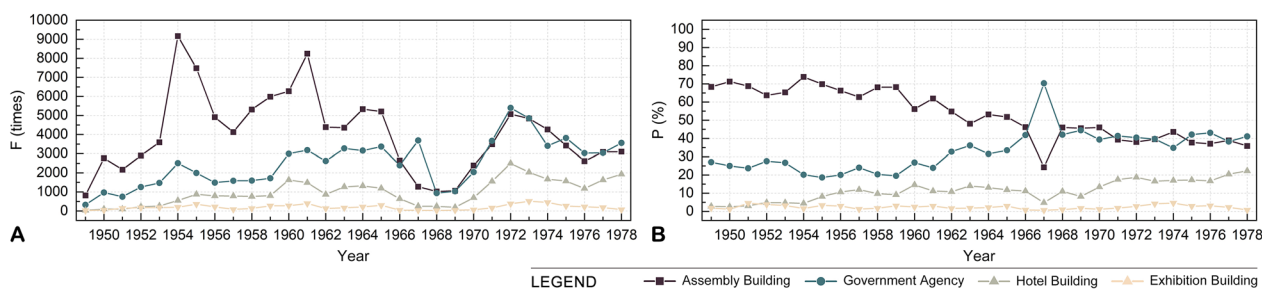 10000
9000
8000
7000
6000
5000
4000
3000
2000
1000
0
F (times)
1950 1952 1954 1956 1958 1960 1962 1964 1966 1968 1970 1972 1974 1976 1978
Year
A
100
90
80
70
60
50
40
30
20
10
0
P (%)
1950 1952 1954 1956 1958 1960 1962 1964 1966 1968 1970 1972 1974 1976 1978
Year
B
LEGEND Assembly Building Government Agency Hotel Building Exhibition Building